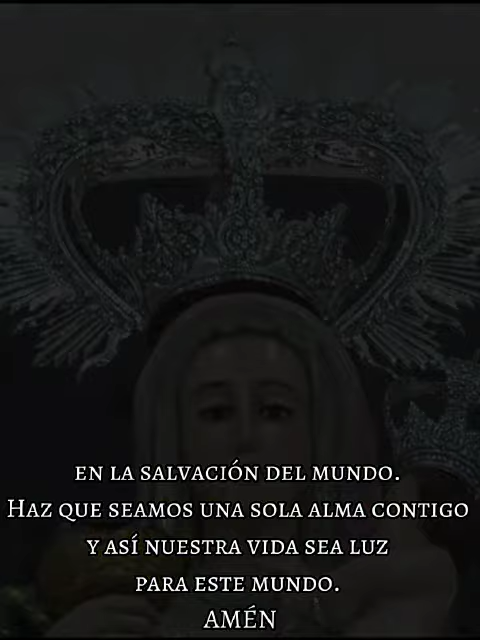 en la salvación del mundo.
Haz que seamos una sola alma contigo
y así nuestra vida sea luz
para este mundo.
AMÉN